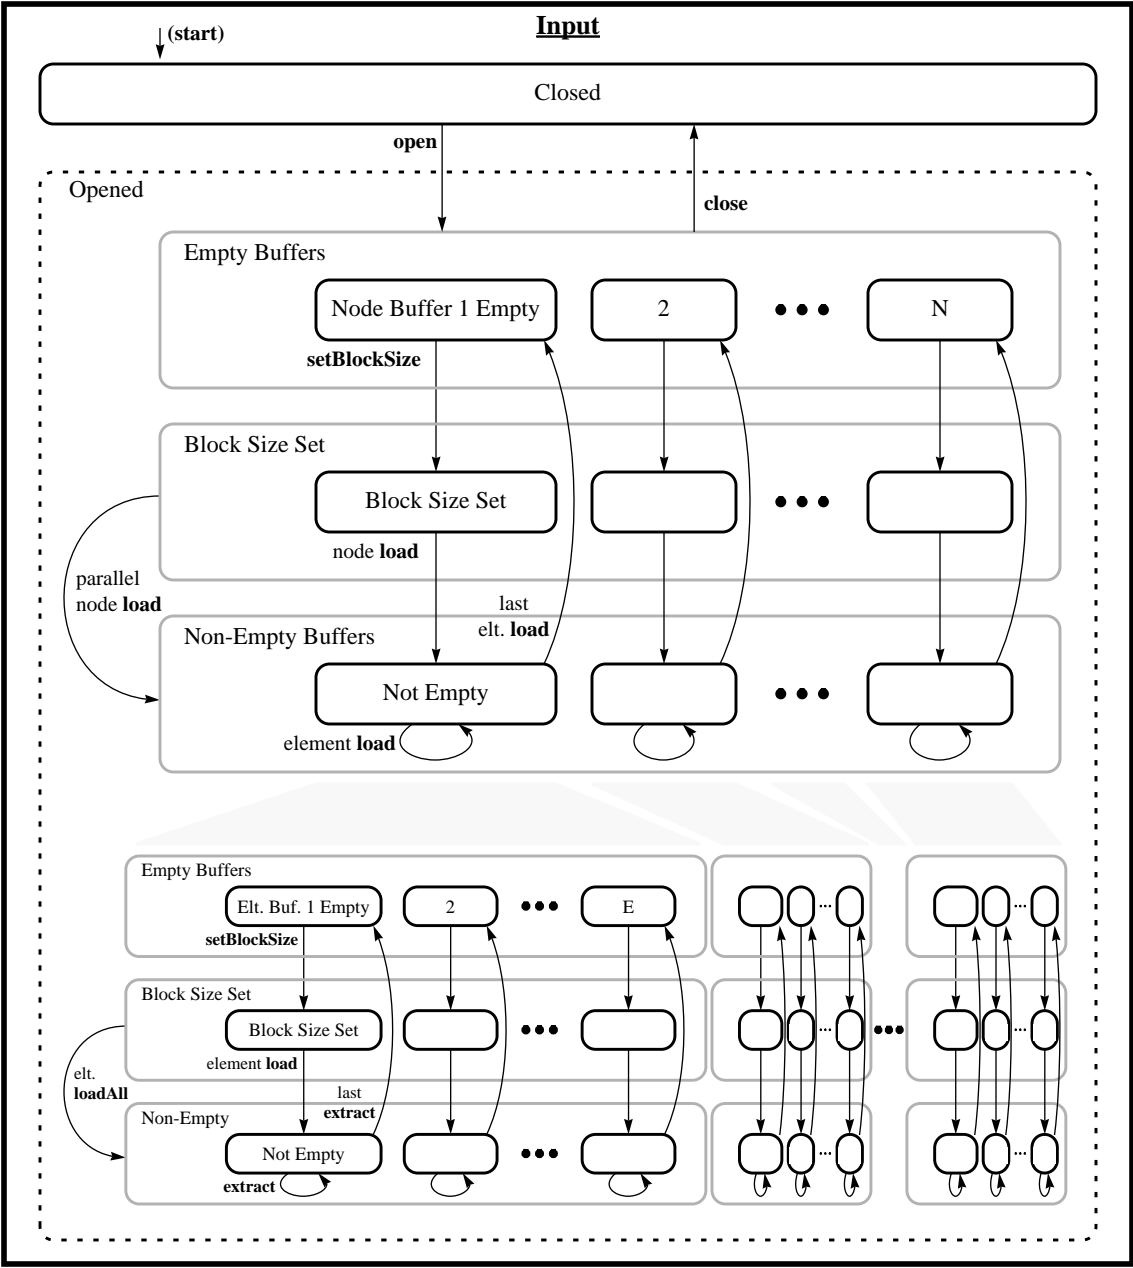 Input
(start)
Closed
open
close
Opened
Empty Buffers
Node Buffer 1 Empty
2
N
setBlockSize
Block Size Set
Block Size Set
node load
parallel
node load
last
elt. load
Non-Empty Buffers
Not Empty
element load
Empty Buffers
Elt. Buf. 1 Empty
2
E
setBlockSize
Block Size Set
Block Size Set
element load
elt.
loadAll
last
extract
Non-Empty
Not Empty
extract